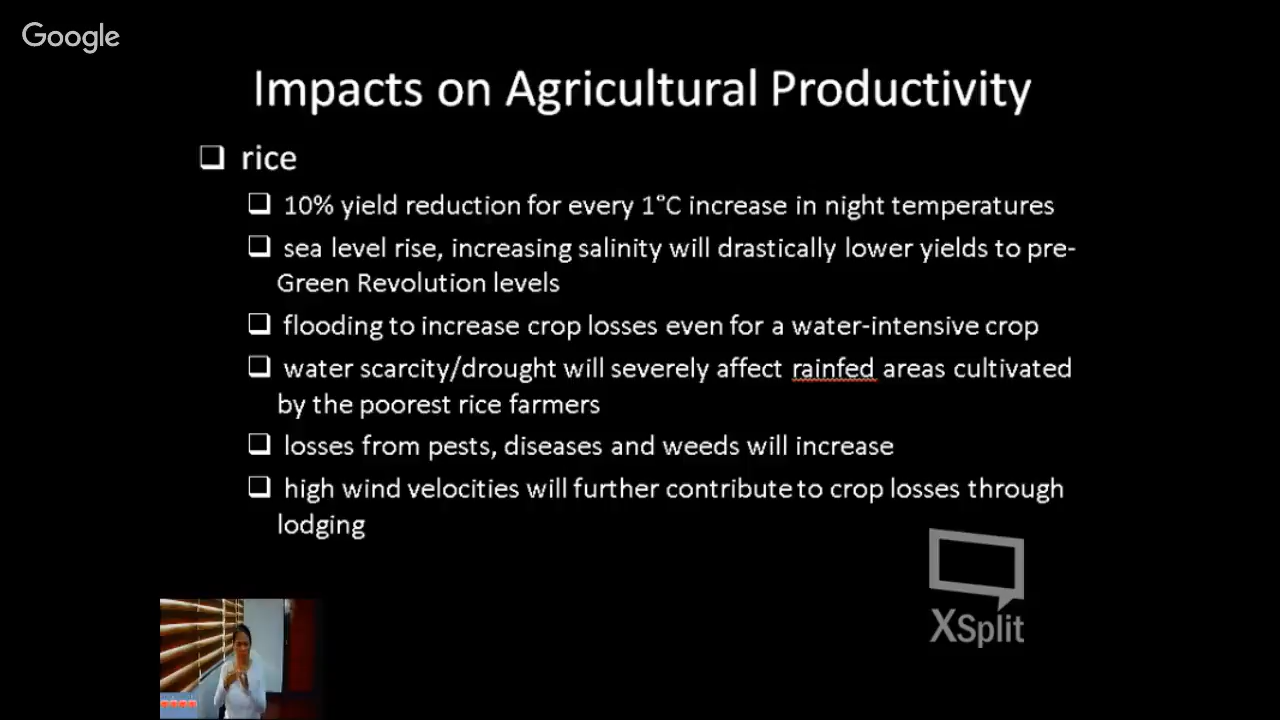 Google
Impacts on Agricultural Productivity
rice
10% yield reduction for every 1°C increase in night temperatures
sea level rise, increasing salinity will drastically lower yields to pre-
Green Revolution levels
flooding to increase crop losses even for a water-intensive crop
water scarcity/drought will severely affect rainfed areas cultivated
by the poorest rice farmers
losses from pests, diseases and weeds will increase
high wind velocities will further contribute to crop losses through
lodging
XSplit